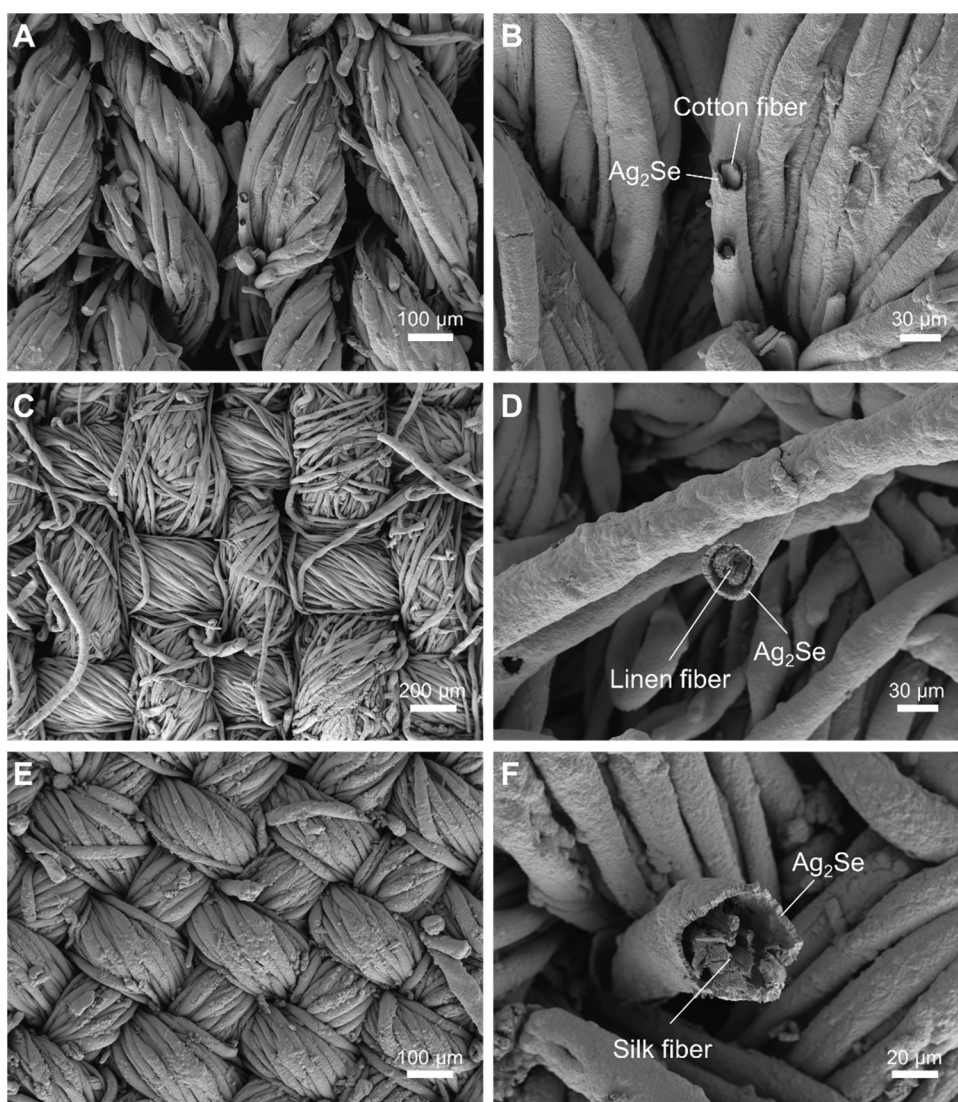 A
100 µm
B
Cotton fiber
Ag₂Se
30 µm
C
200 µm
D
Linen fiber
Ag₂Se
30 µm
E
100 µm
F
Ag₂Se
Silk fiber
20 µm